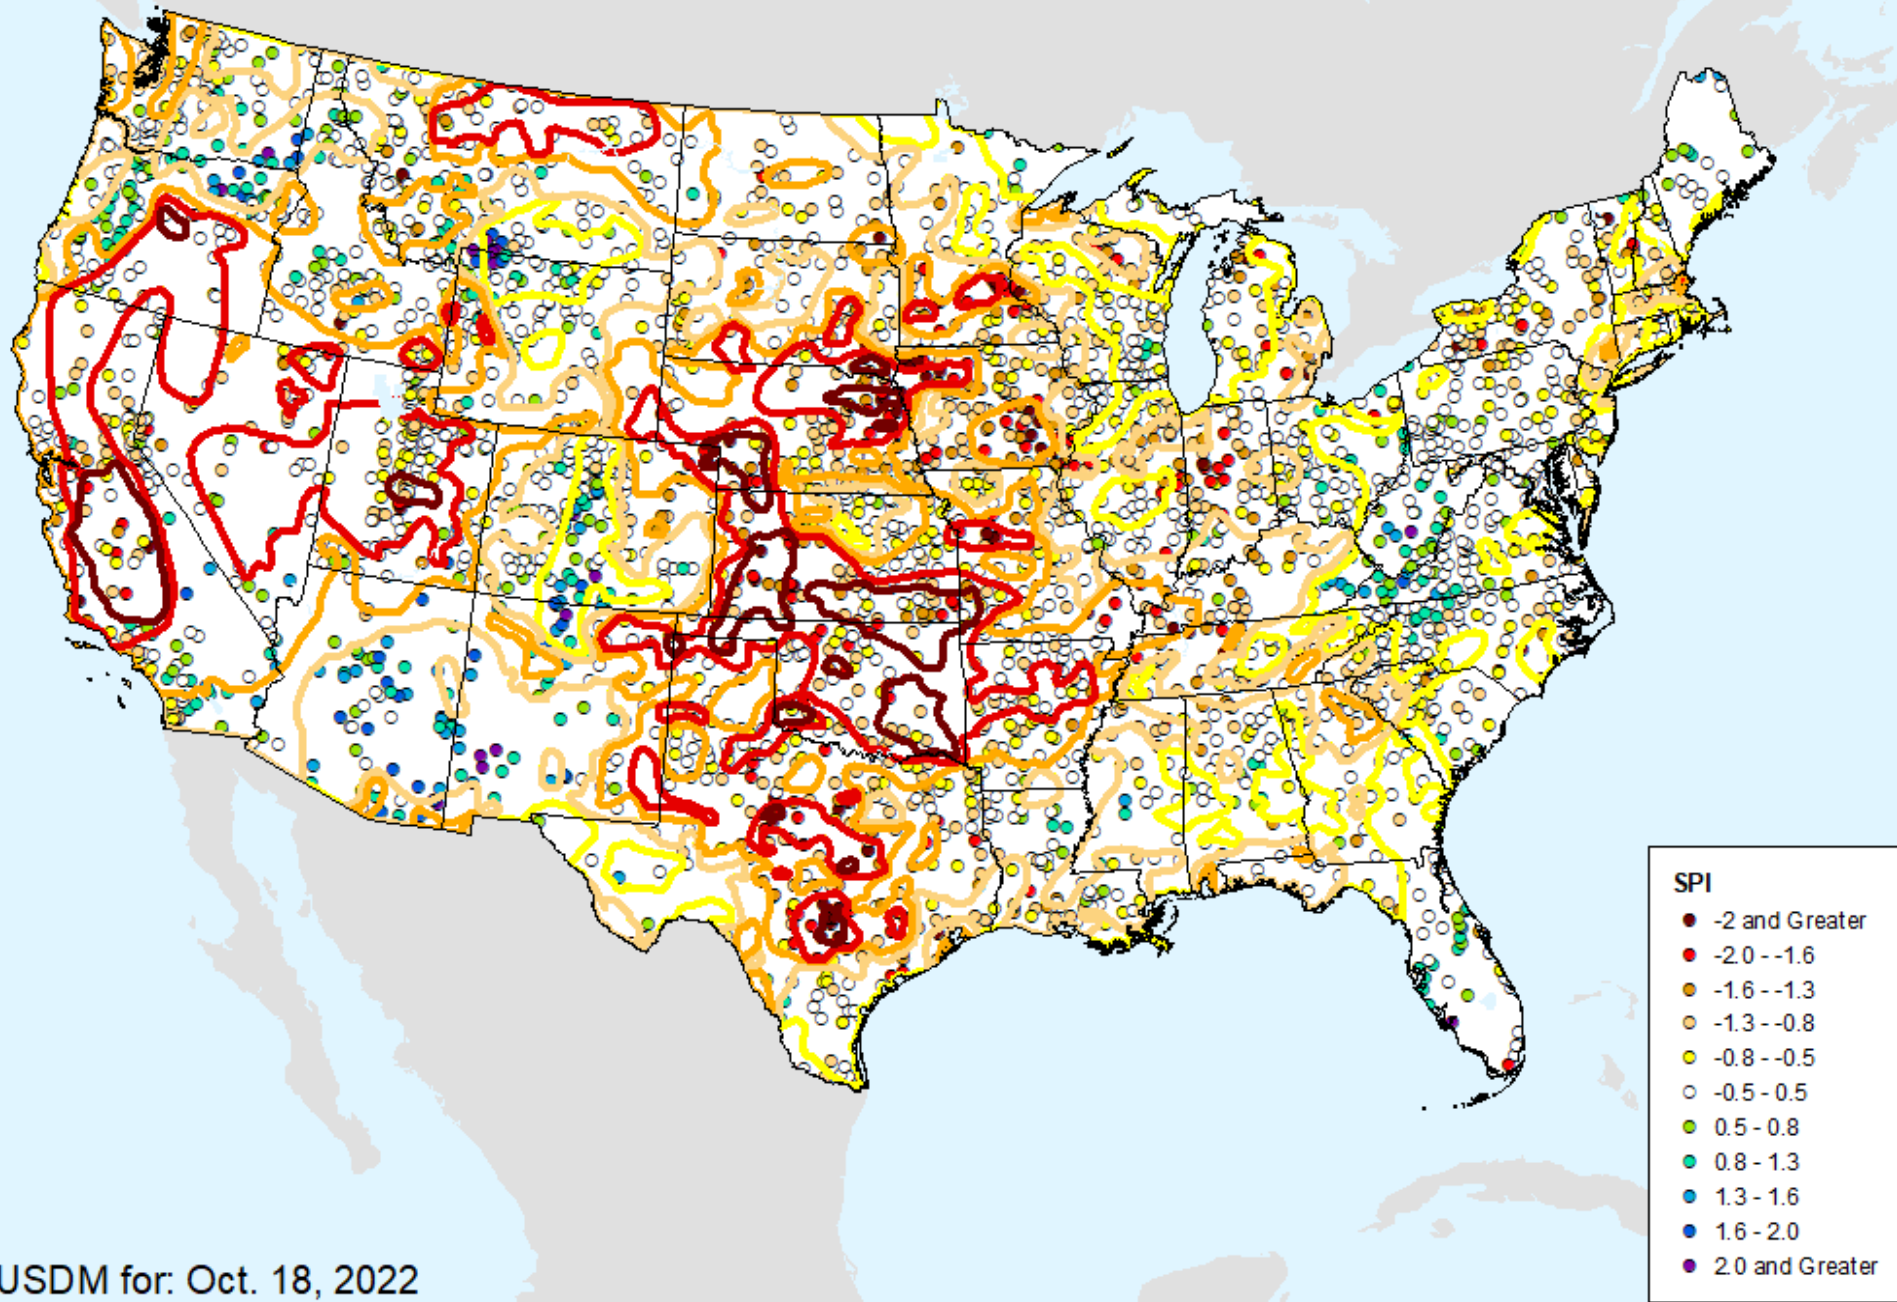 SPI
-2 and Greater
-2.0 - -1.6
-1.6 - -1.3
-1.3 - -0.8
-0.8 - -0.5
-0.5 - 0.5
0.5 - 0.8
0.8 - 1.3
1.3 - 1.6
1.6 - 2.0
2.0 and Greater
USDM for: Oct. 18, 2022